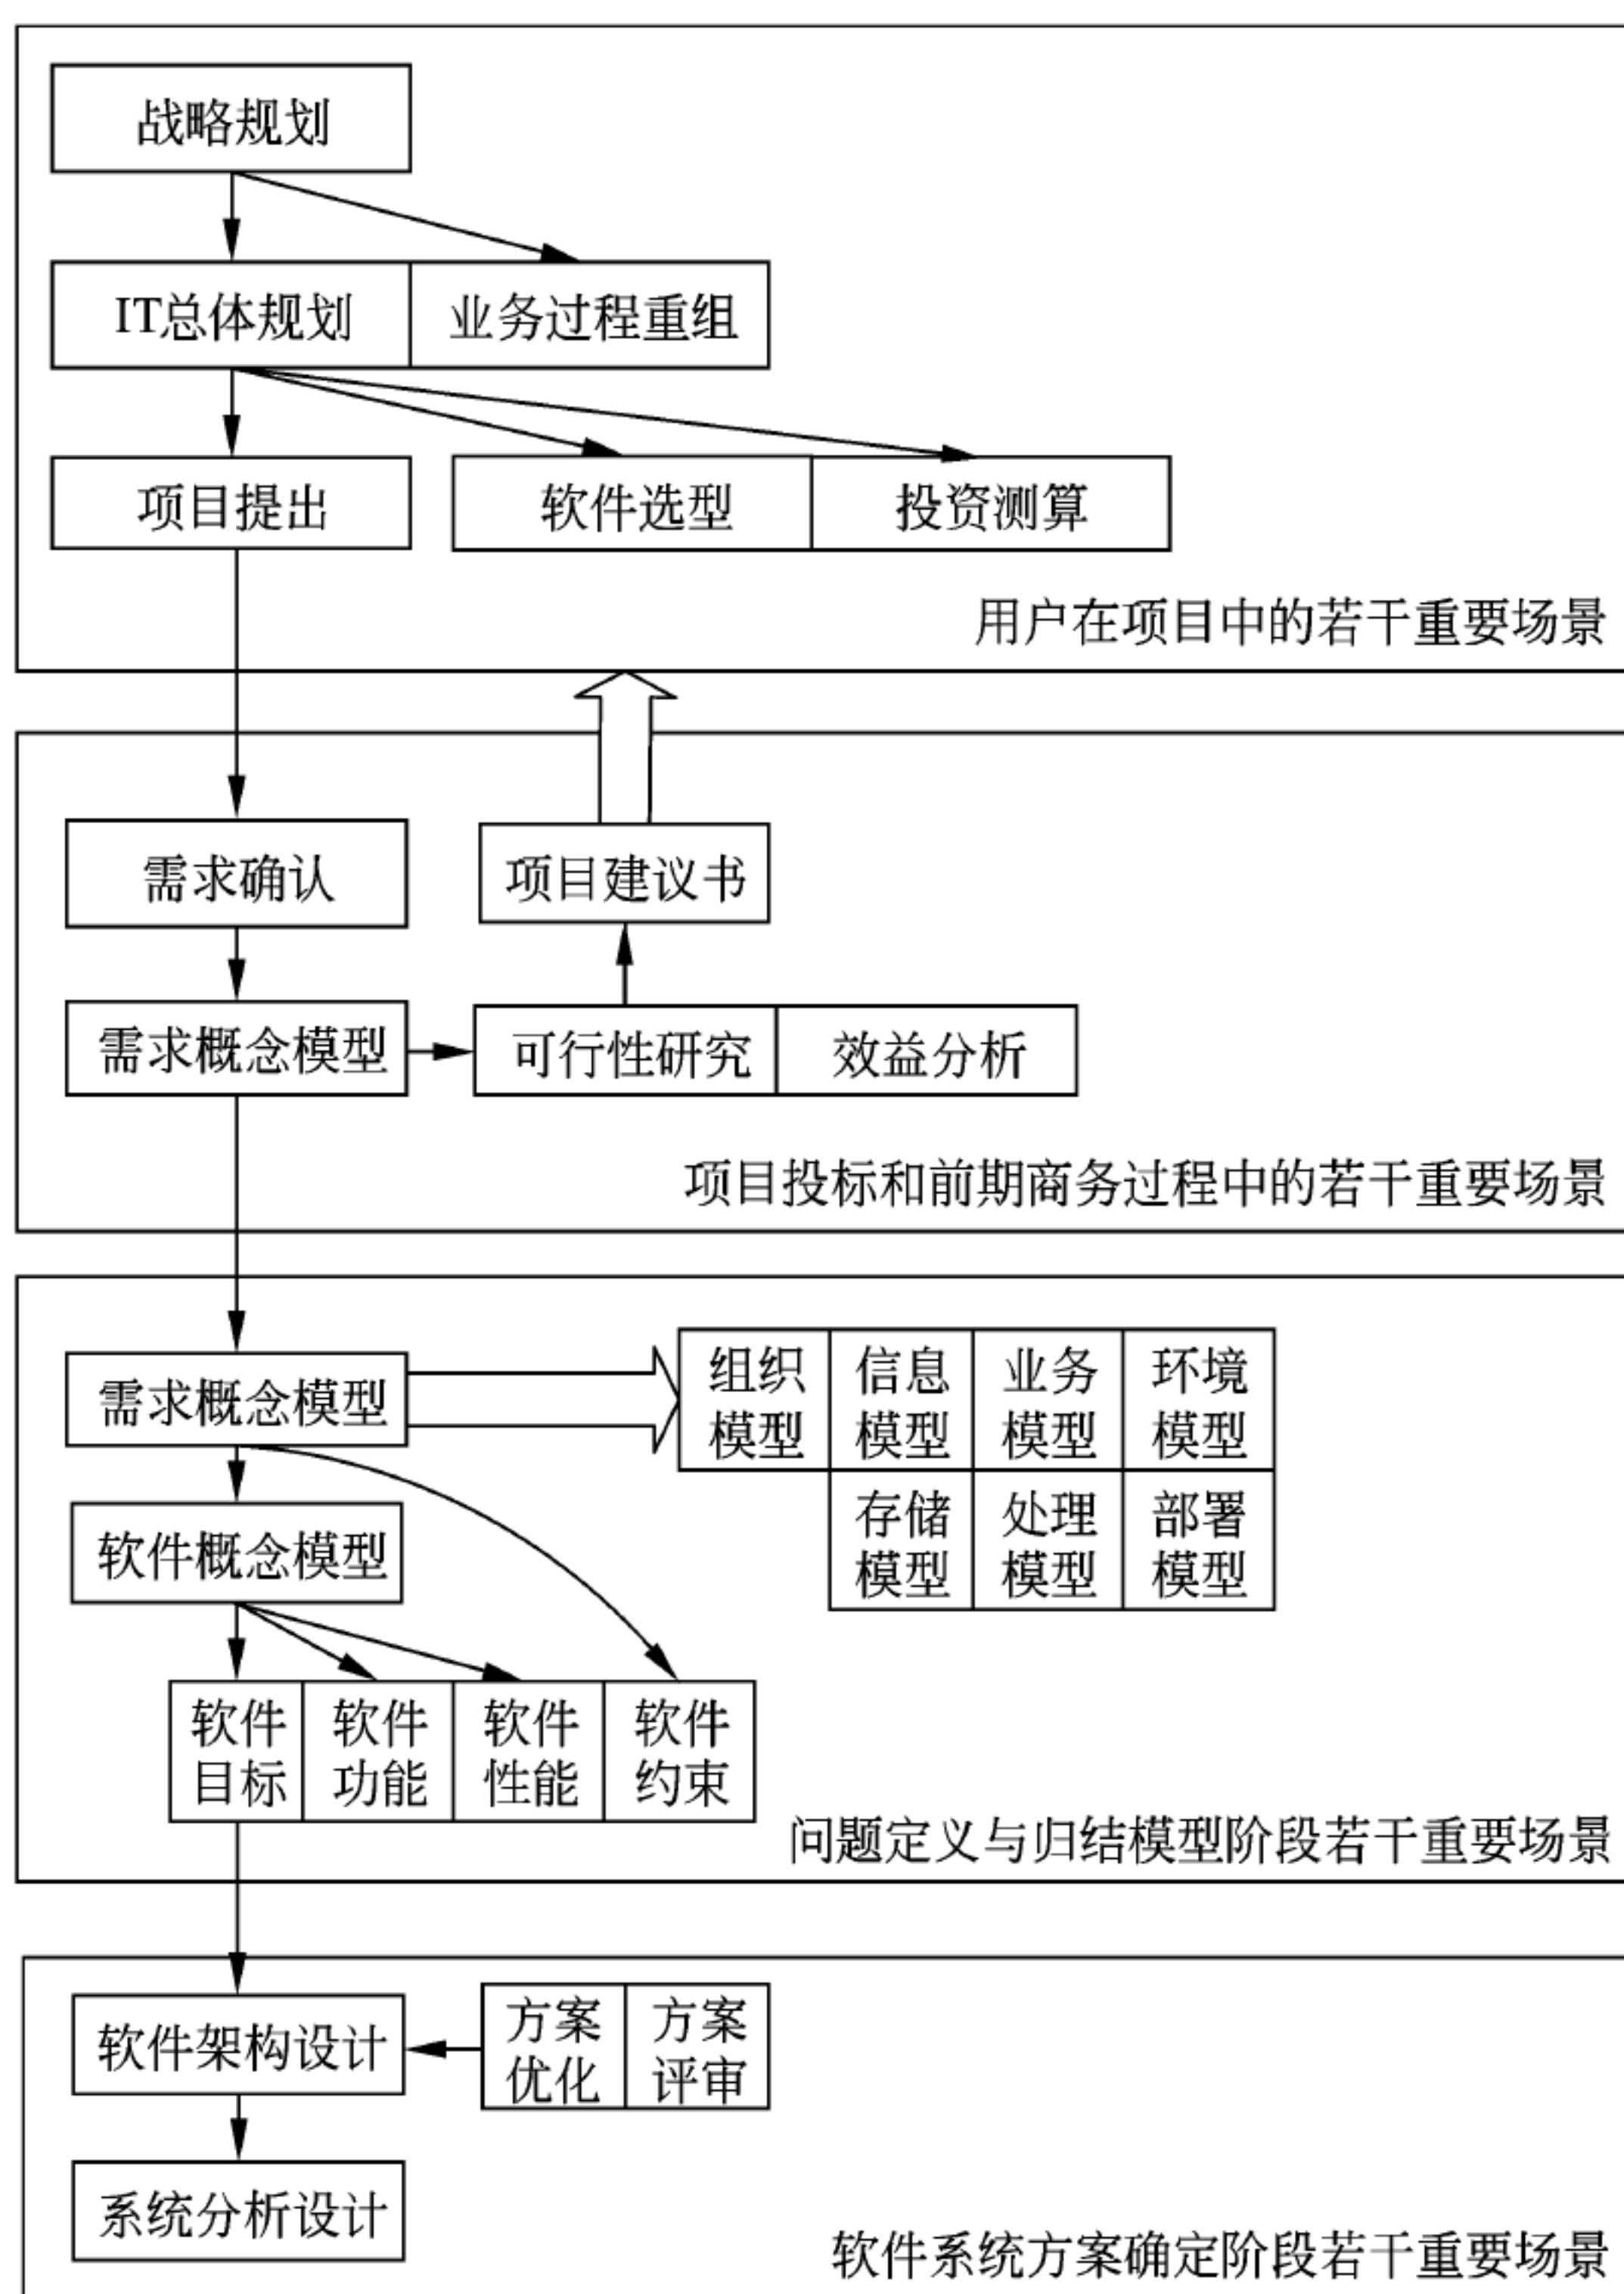 战略规划
IT总体规划
业务过程重组
项目提出
软件选型
投资测算
用户在项目中的若干重要场景
需求确认
项目建议书
需求概念模型
可行性研究
效益分析
项目投标和前期商务过程中的若干重要场景
需求概念模型
组织
模型
信息
模型
业务
模型
环境
模型
存储
模型
处理
模型
部署
模型
软件概念模型
软件
目标
软件
功能
软件
性能
软件
约束
问题定义与归结模型阶段若干重要场景
软件架构设计
方案
优化
方案
评审
系统分析设计
软件系统方案确定阶段若干重要场景